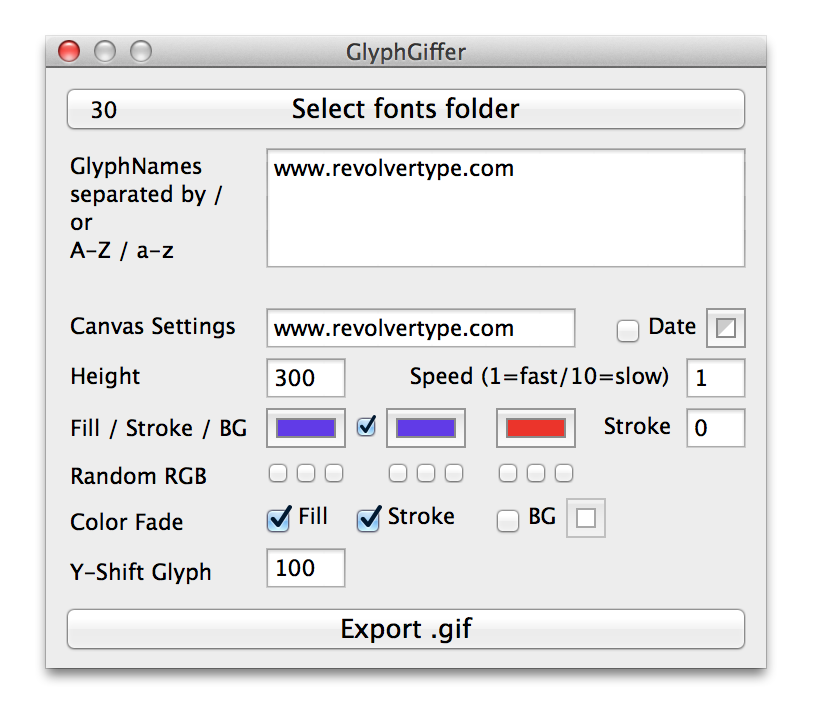 GlyphGiffer
30 Select fonts folder
GlyphNames
separated by /
or
A-Z / a-z
www.revolvertype.com
Canvas Settings www.revolvertype.com Date
Height 300 Speed (1=fast/10=slow) 1
Fill / Stroke / BG Stroke 0
Random RGB
Color Fade Fill Stroke BG
Y-Shift Glyph 100
Export .gif